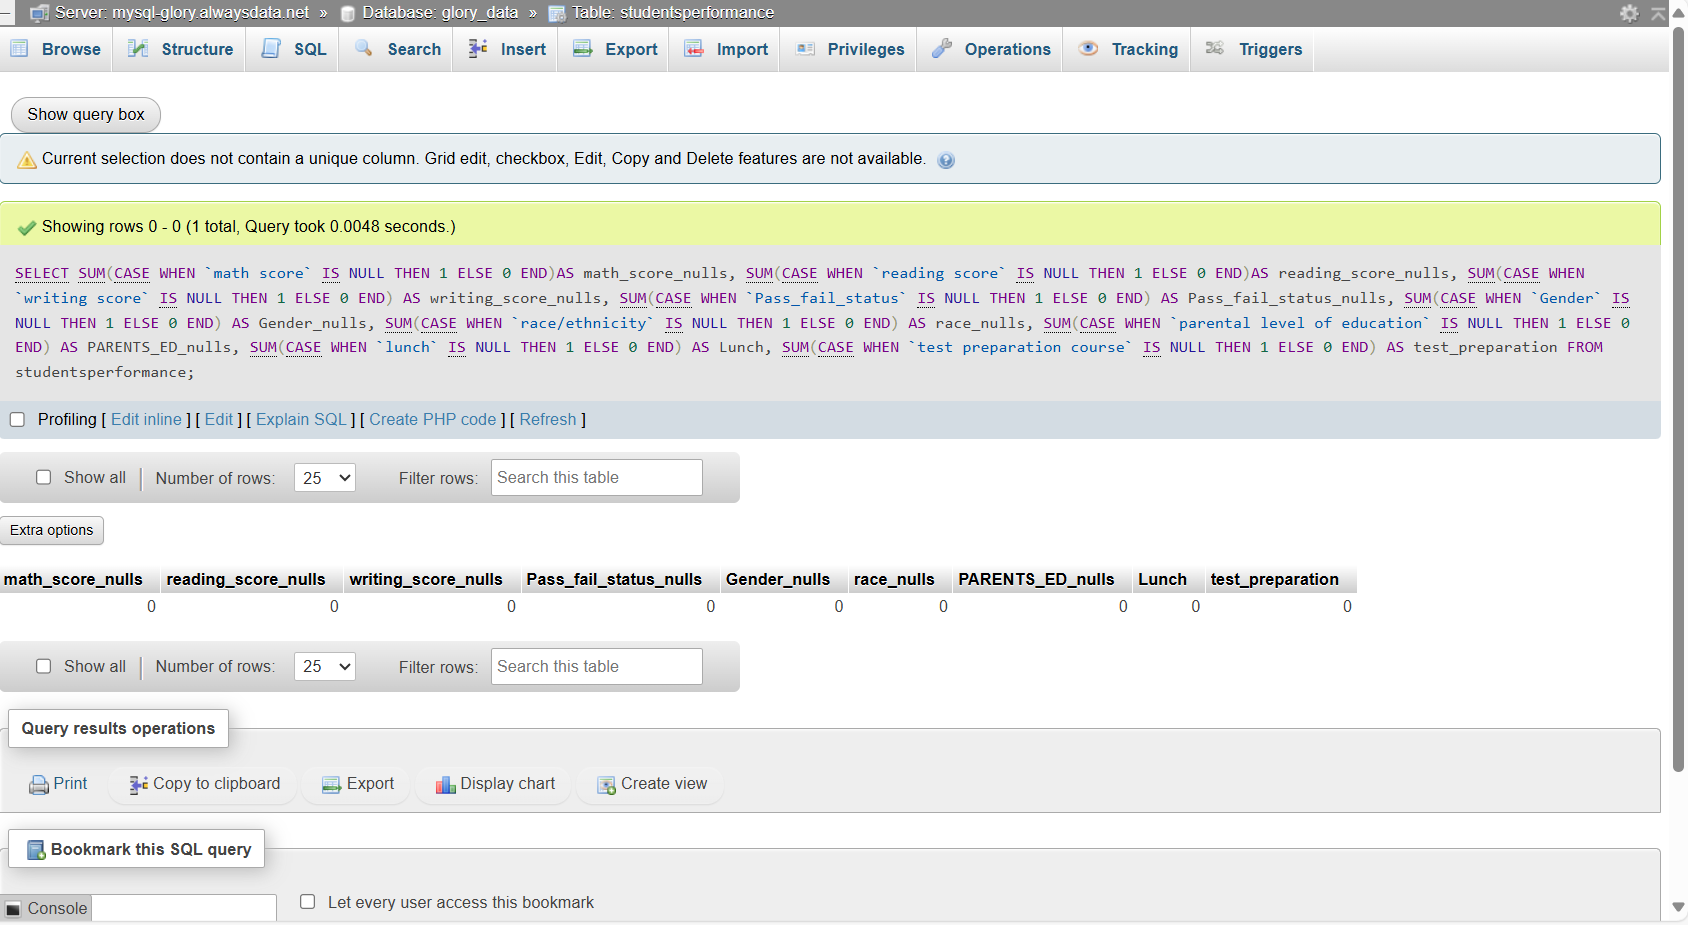 Server: mysql-glory.alwaysdata.net » Database: glory_data » Table: studentsperformance
Browse Structure SQL Search Insert Export Import Privileges Operations Tracking Triggers
Show query box
Current selection does not contain a unique column. Grid edit, checkbox, Edit, Copy and Delete features are not available.
Showing rows 0 - 0 (1 total, Query took 0.0048 seconds.)
SELECT SUM(CASE WHEN `math score` IS NULL THEN 1 ELSE 0 END)AS math_score_nulls, SUM(CASE WHEN `reading score` IS NULL THEN 1 ELSE 0 END)AS reading_score_nulls, SUM(CASE WHEN
`writing score` IS NULL THEN 1 ELSE 0 END) AS writing_score_nulls, SUM(CASE WHEN `Pass_fail_status` IS NULL THEN 1 ELSE 0 END) AS Pass_fail_status_nulls, SUM(CASE WHEN `Gender` IS
NULL THEN 1 ELSE 0 END) AS Gender_nulls, SUM(CASE WHEN `race/ethnicity` IS NULL THEN 1 ELSE 0 END) AS race_nulls, SUM(CASE WHEN `parental level of education` IS NULL THEN 1 ELSE 0
END) AS PARENTS_ED_nulls, SUM(CASE WHEN `lunch` IS NULL THEN 1 ELSE 0 END) AS Lunch, SUM(CASE WHEN `test preparation course` IS NULL THEN 1 ELSE 0 END) AS test_preparation FROM
studentsperformance;
Profiling [ Edit inline ] [ Edit ] [ Explain SQL ] [ Create PHP code ] [ Refresh ]
Show all Number of rows: 25 Filter rows: Search this table
Extra options
math_score_nulls reading_score_nulls writing_score_nulls Pass_fail_status_nulls Gender_nulls race_nulls PARENTS_ED_nulls Lunch test_preparation
0 0 0 0 0 0 0 0 0
Show all Number of rows: 25 Filter rows: Search this table
Query results operations
Print Copy to clipboard Export Display chart Create view
Bookmark this SQL query
Console Let every user access this bookmark